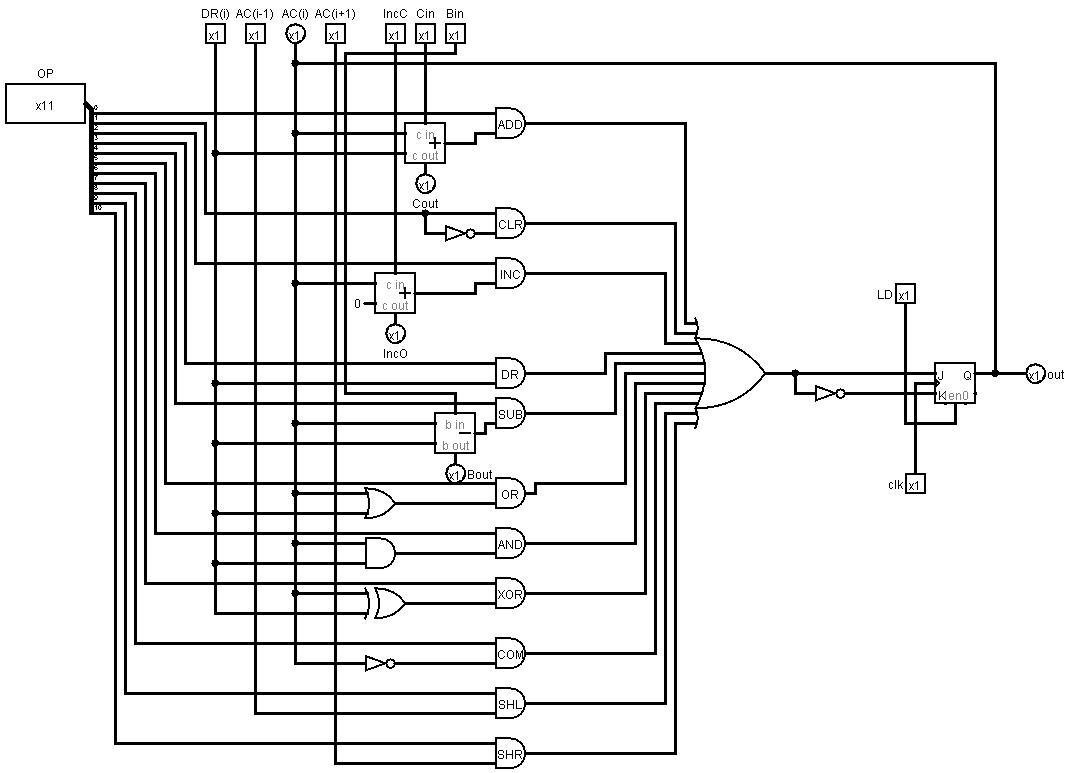 DR(i) AC(i-1) AC(i) AC(i+1) IncC Cin Bin
x1 x1 x1 x1 x1 x1 x1
OP
x11
0
1
2
3
4
5
6
7
8
9
10
ADD
c in
+
c out
x1
Cout
CLR
INC
c in
+
0 c out
x1
IncO
LD x1
DR
J Q
x1 out
K en0
SUB
b in
b out
x1 Bout
clk x1
OR
AND
XOR
COM
SHL
SHR